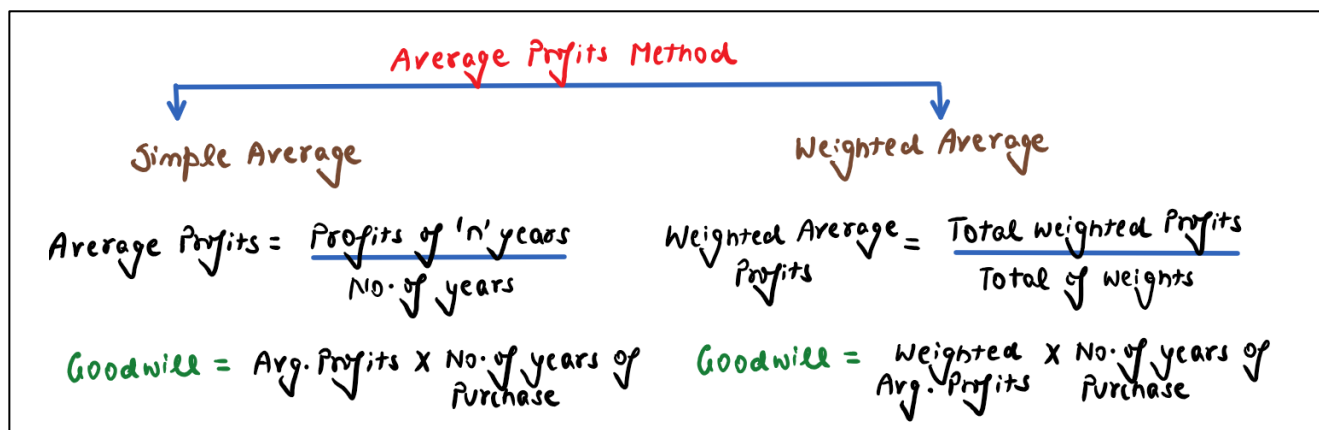 Average Profits Method
Simple Average
Weighted Average
Average Profits = Profits of 'n' years
No. of years
Weighted Average Profits = Total weighted Profits
Total of weights
Goodwill = Avg. Profits x No. of years of
Purchase
Goodwill = Weighted Avg. Profits x No. of years of
Purchase